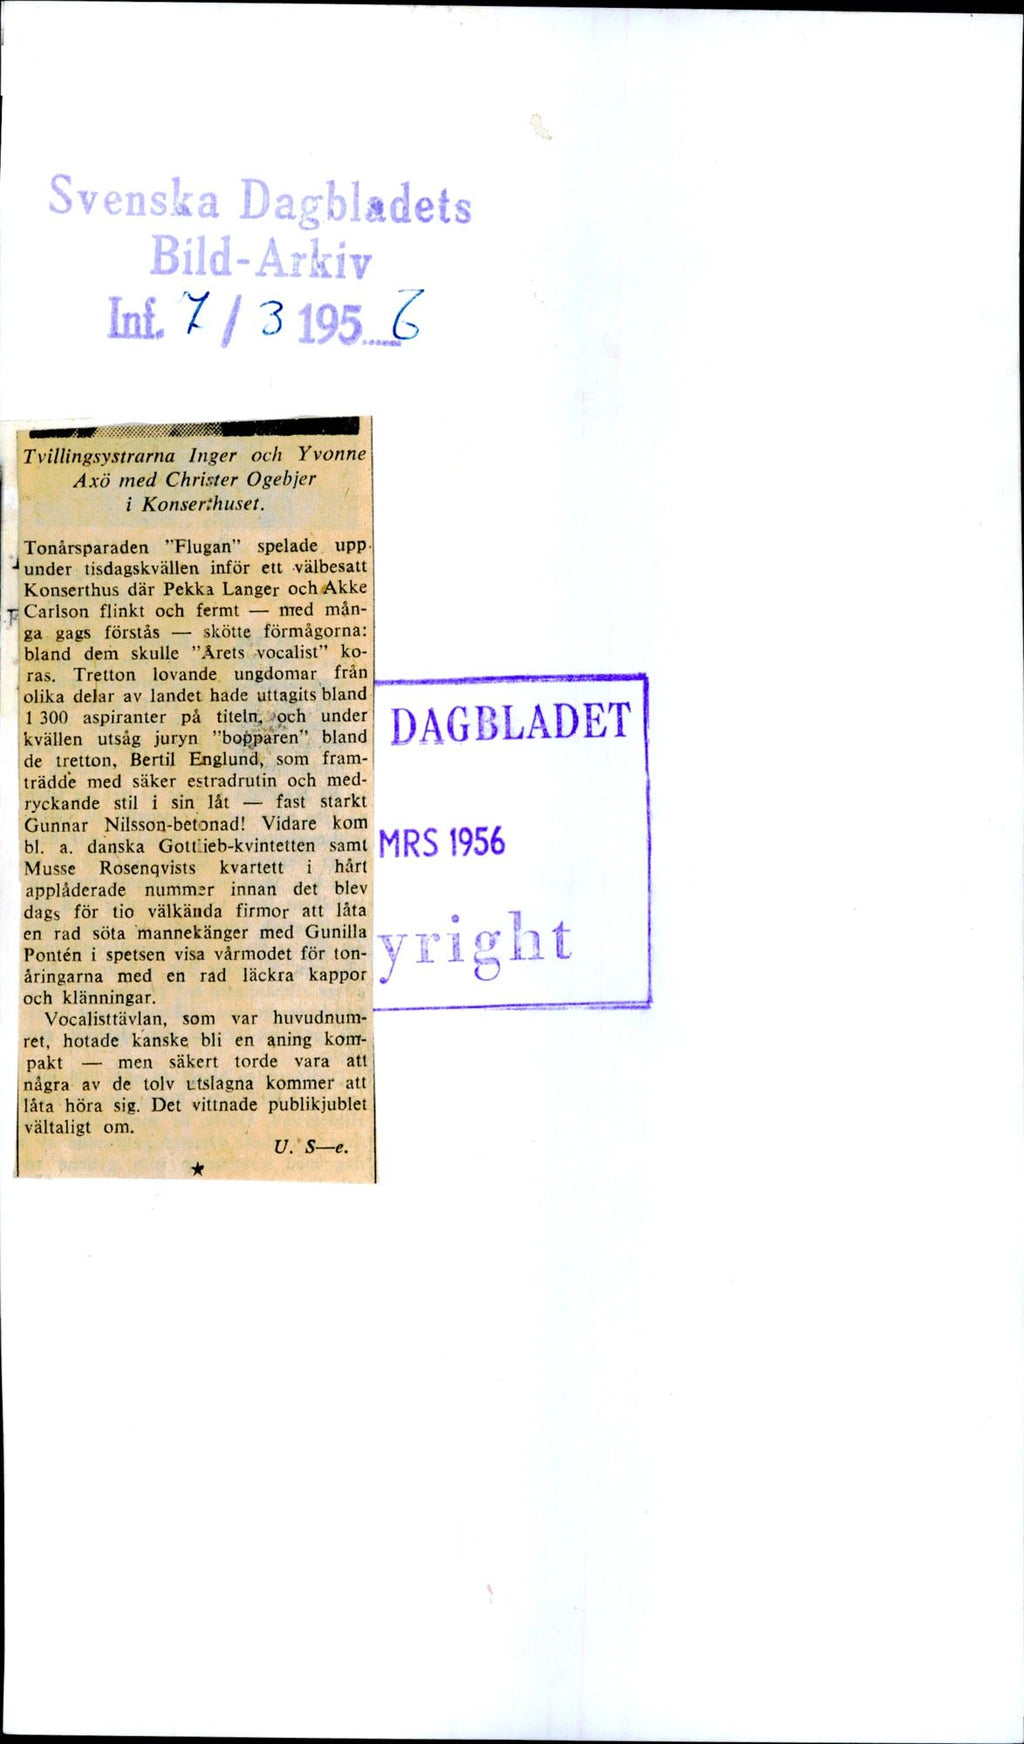 Svenska Dagbladets
Bild-Arkiv
Inf. 7 / 3 1956
Tvillingsystrarna Inger och Yvonne
Axö med Christer Ogebjer
i Konserthuset.
Tonårsparaden ”Flugan” spelade upp
under tisdagskvällen inför ett välbesatt
Konserthus där Pekka Langer och Akke
Carlson flinkt och fermt — med mån-
ga gags förstås — skötte förmågorna:
bland dem skulle ”Årets vocalist” ko-
ras. Tretton lovande ungdomar från
olika delar av landet hade uttagits bland
1 300 aspiranter på titeln, och under
kvällen utsåg juryn ”bopparen” bland
de tretton, Bertil Englund, som fram-
trädde med säker estradrutin och med-
ryckande stil i sin låt — fast starkt
Gunnar Nilsson-betonad! Vidare kom
bl. a. danska Gottlieb-kvintetten samt
Musse Rosenqvists kvartett i hårt
applåderade nummer innan det blev
dags för tio välkända firmor att låta
en rad söta mannekänger med Gunilla
Pontén i spetsen visa vårmodet för ton-
åringarna med en rad läckra kappor
och klänningar.
Vocalisttävlan, som var huvudnum-
ret, hotade kanske bli en aning kom-
pakt — men säkert torde vara att
några av de tolv utslagna kommer att
låta höra sig. Det vittnade publikjublet
vältaligt om.
U. S—e.
DAGBLADET
MRS 1956
yright